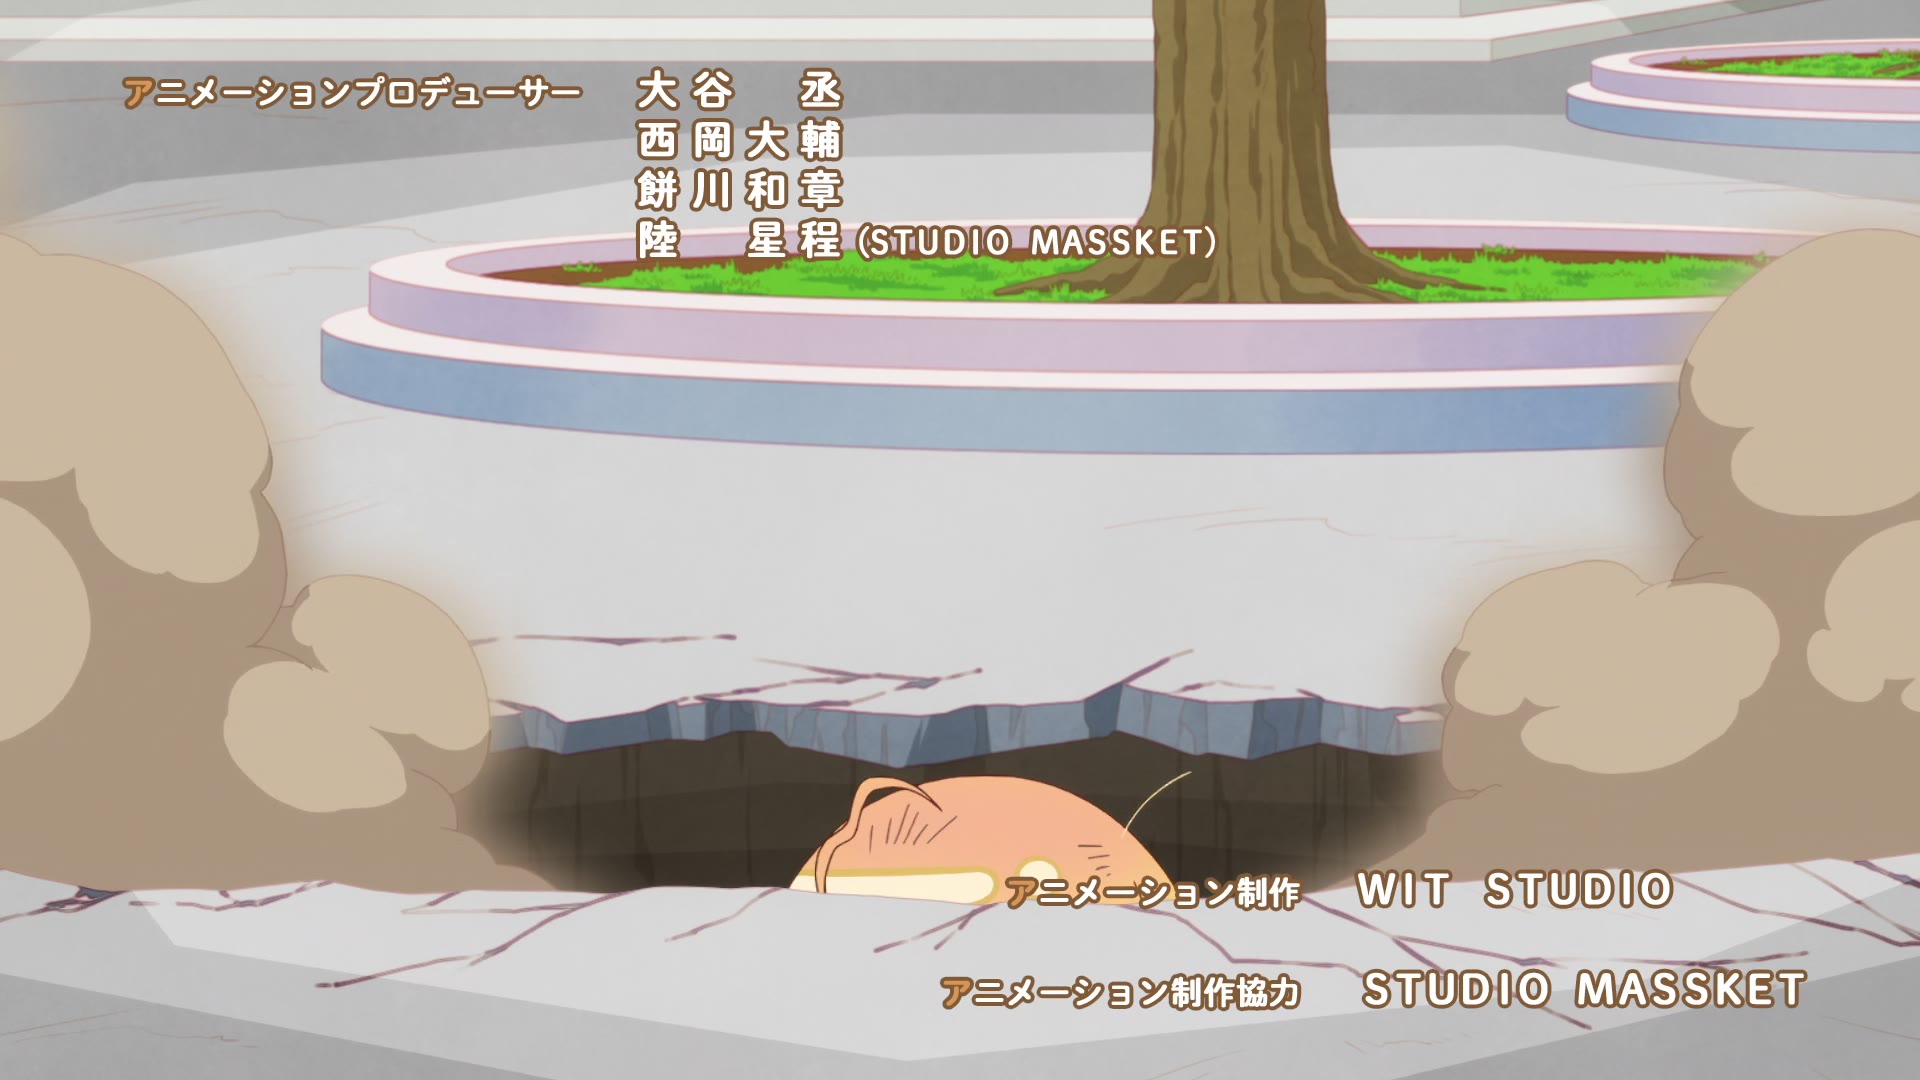 アニメーションプロデューサー 大谷 丞
西岡大輔
餅川和章
陸 星程(STUDIO MASSKET)
アニメーション制作 WIT STUDIO
アニメーション制作協力 STUDIO MASSKET